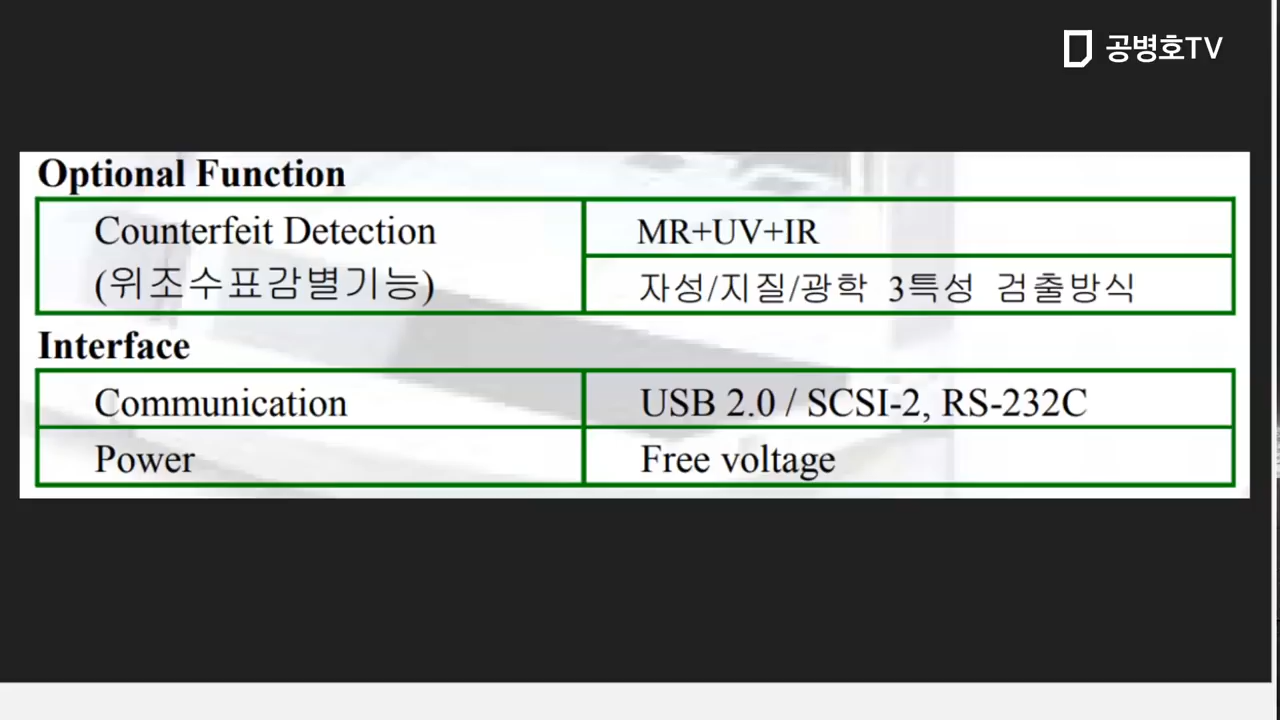 공병호TV
Optional Function
Counterfeit Detection
(위조수표감별기능)
MR+UV+IR
자성/지질/광학 3특성 검출방식
Interface
Communication
USB 2.0 / SCSI-2, RS-232C
Power
Free voltage